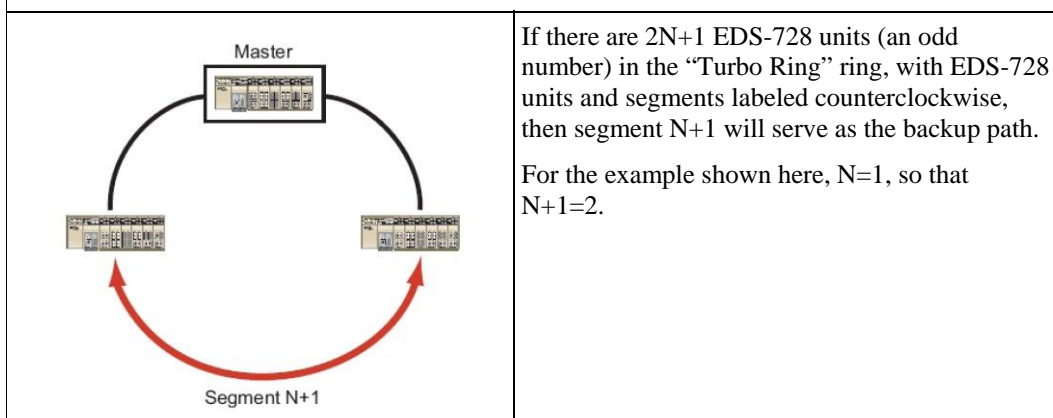 Master
Segment N+1
If there are 2N+1 EDS-728 units (an odd
number) in the “Turbo Ring” ring, with EDS-728
units and segments labeled counterclockwise,
then segment N+1 will serve as the backup path.
For the example shown here, N=1, so that
N+1=2.